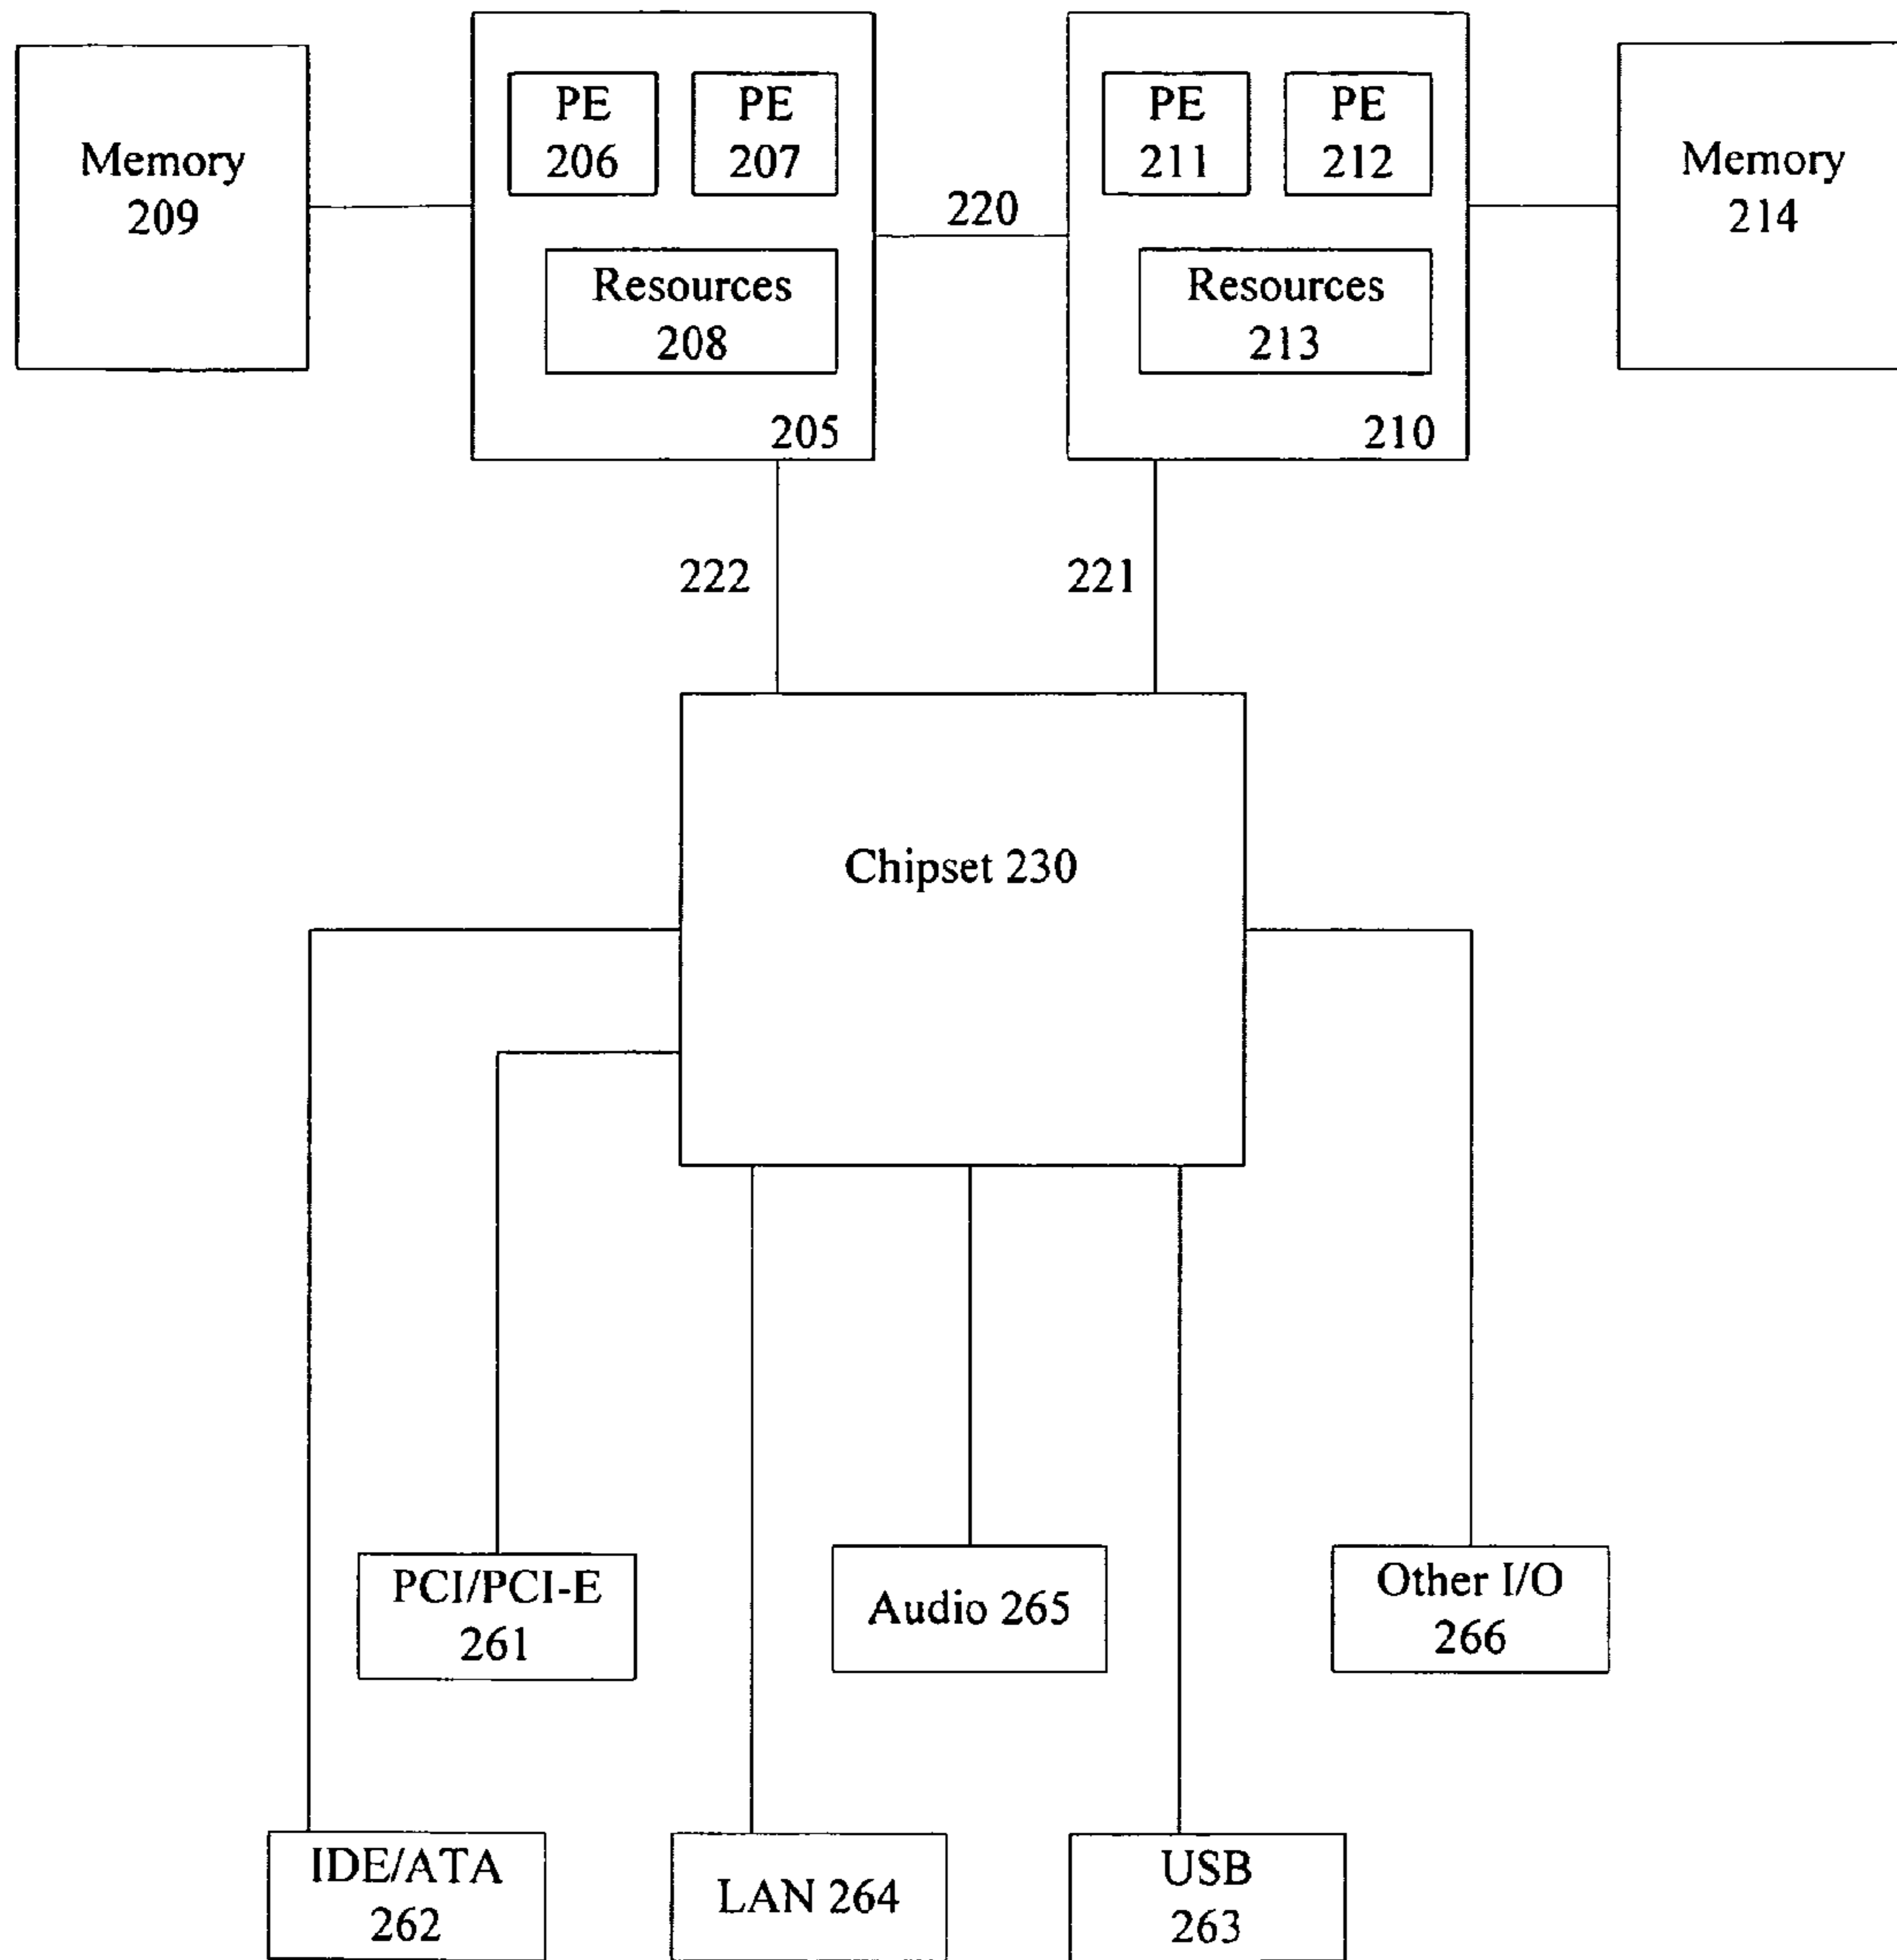 Memory
209
PE
206
PE
207
Resources
208
205
220
PE
211
PE
212
Resources
213
210
Memory
214
222
221
Chipset 230
PCI/PCI-E
261
Audio 265
Other I/O
266
IDE/ATA
262
LAN 264
USB
263